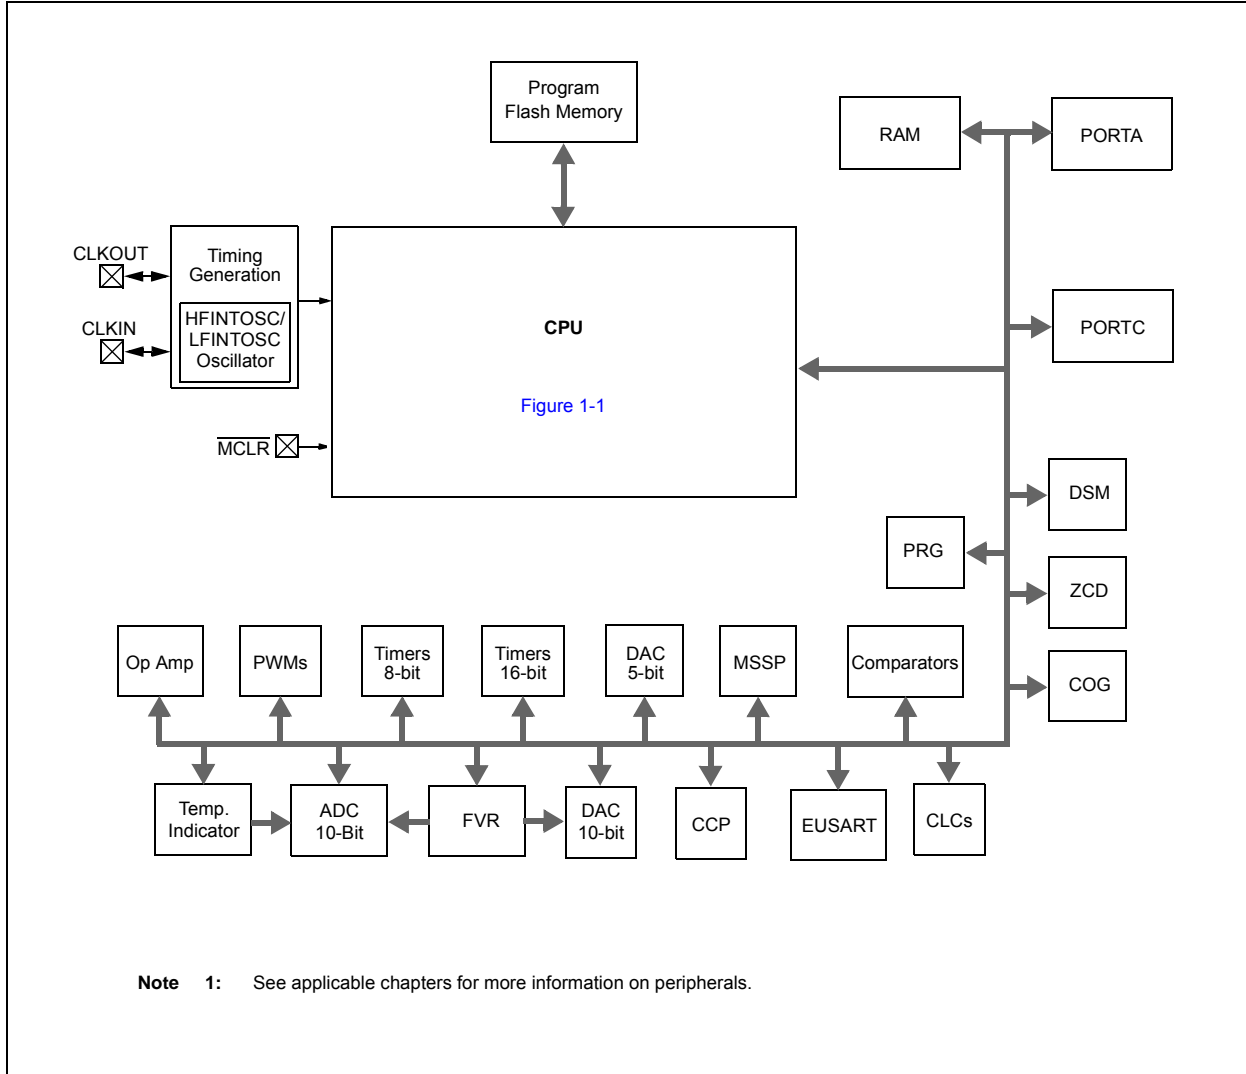 Program
Flash Memory
RAM
PORTA
CLKOUT
Timing
Generation
CLKIN
HFINTOSC/
LFINTOSC
Oscillator
CPU
PORTC
Figure 1-1
MCLR
DSM
PRG
ZCD
Op Amp
PWMs
Timers
8-bit
Timers
16-bit
DAC
5-bit
MSSP
Comparators
COG
Temp.
Indicator
ADC
10-Bit
FVR
DAC
10-bit
CCP
EUSART
CLCs
Note 1: See applicable chapters for more information on peripherals.